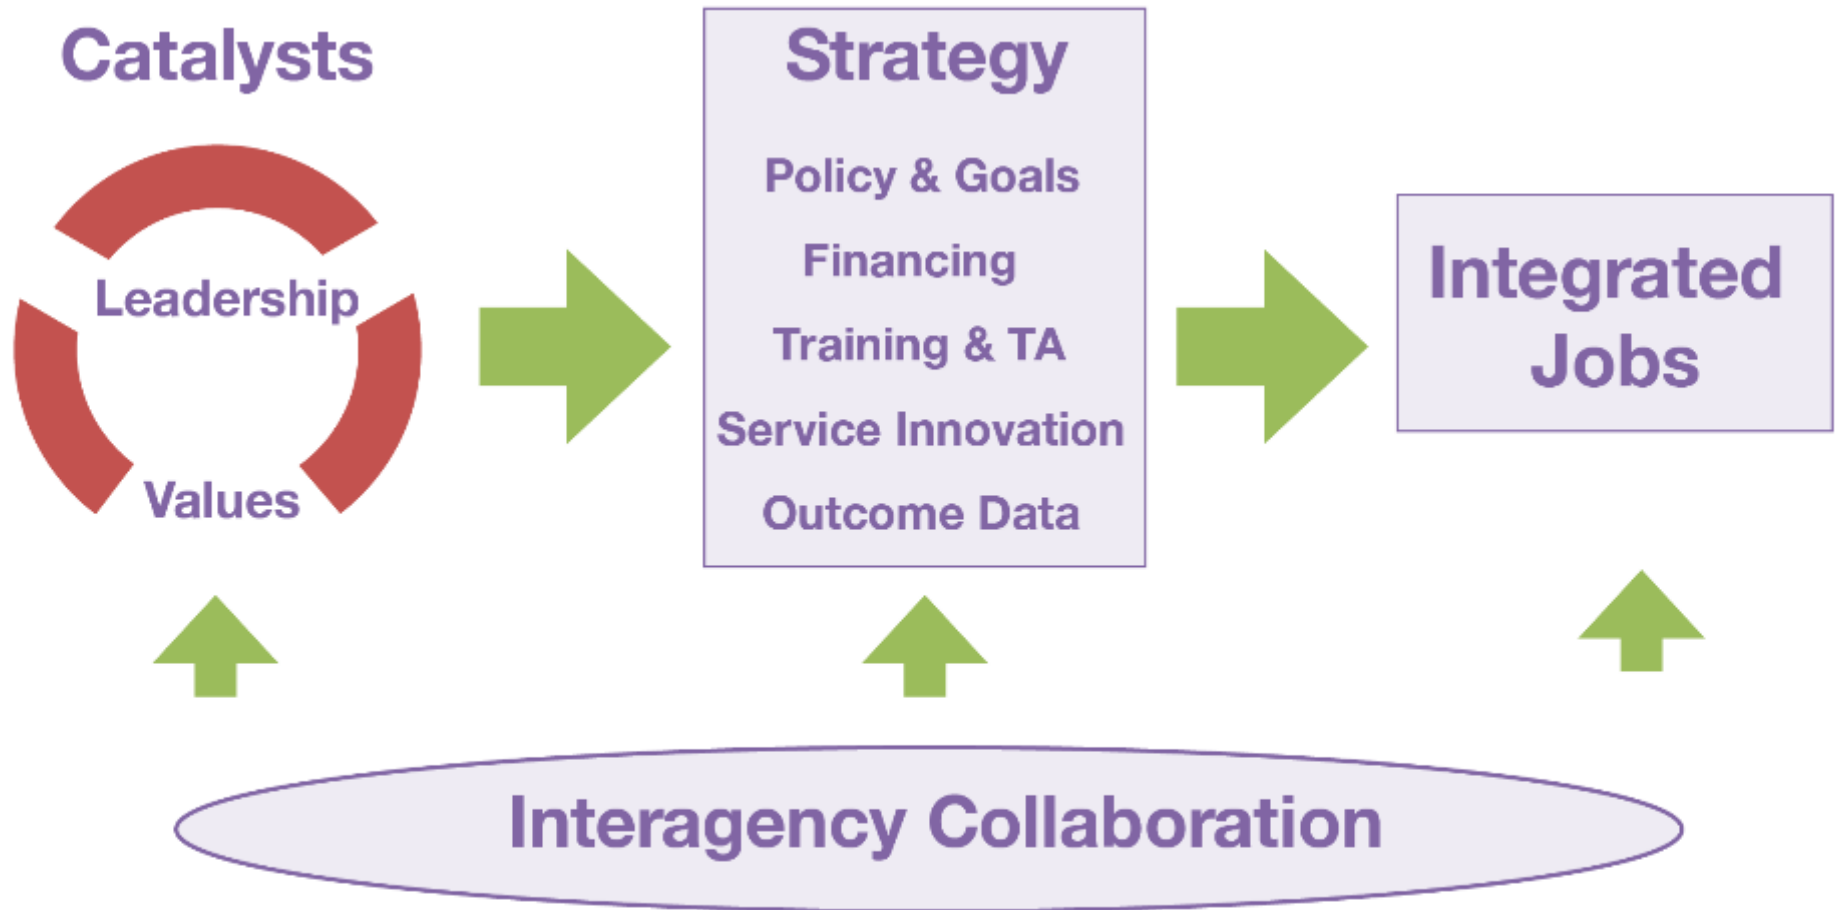 Catalysts
Leadership
Values
Strategy
Policy & Goals
Financing
Training & TA
Service Innovation
Outcome Data
Integrated
Jobs
Interagency Collaboration